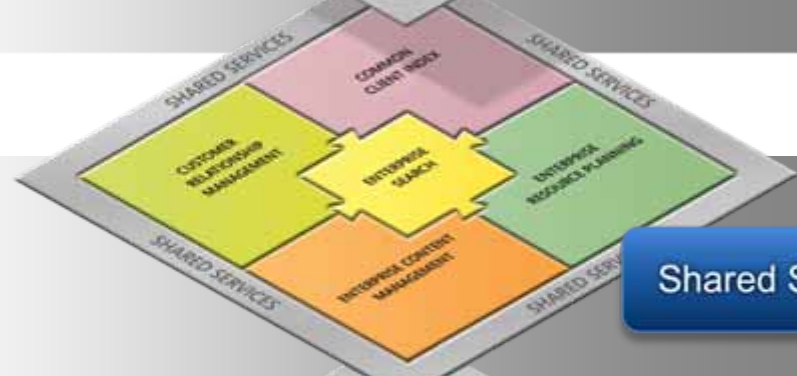 SHARED SERVICES
SHARED SERVICES
COMMON
CLIENT INDEX
CUSTOMER
RELATIONSHIP
MANAGEMENT
ENTERPRISE
SEARCH
ENTERPRISE
RESOURCE PLANNING
ENTERPRISE CONTENT
MANAGEMENT
SHARED SERVICES
SHARED SERV
Shared S